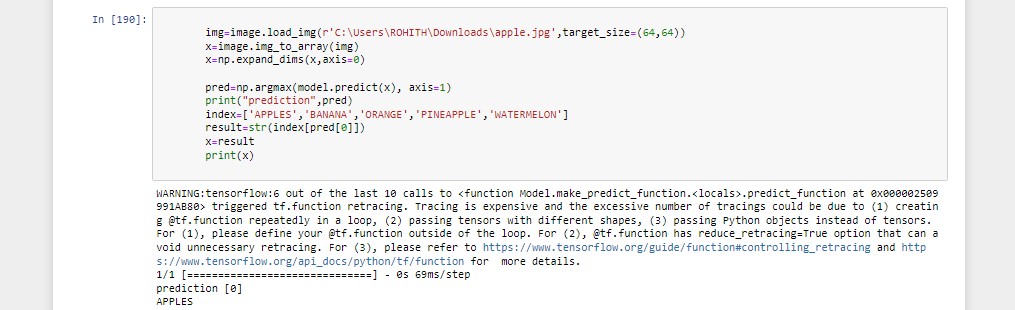 In [190]:
img=image.load_img(r'C:\Users\ROHITH\Downloads\apple.jpg',target_size=(64,64))
x=image.img_to_array(img)
x=np.expand_dims(x,axis=0)
pred=np.argmax(model.predict(x), axis=1)
print("prediction",pred)
index=['APPLES','BANANA','ORANGE','PINEAPPLE','WATERMELON']
result=str(index[pred[0]])
x=result
print(x)
WARNING:tensorflow:6 out of the last 10 calls to <function Model.make_predict_function.<locals>.predict_function at 0x000002509
991AB80> triggered tf.function retracing. Tracing is expensive and the excessive number of tracings could be due to (1) creatin
g @tf.function repeatedly in a loop, (2) passing tensors with different shapes, (3) passing Python objects instead of tensors.
For (1), please define your @tf.function outside of the loop. For (2), @tf.function has reduce_retracing=True option that can a
void unnecessary retracing. For (3), please refer to https://www.tensorflow.org/guide/function#controlling_retracing and http
s://www.tensorflow.org/api_docs/python/tf/function for  more details.
1/1 [==============================] - 0s 69ms/step
prediction [0]
APPLES